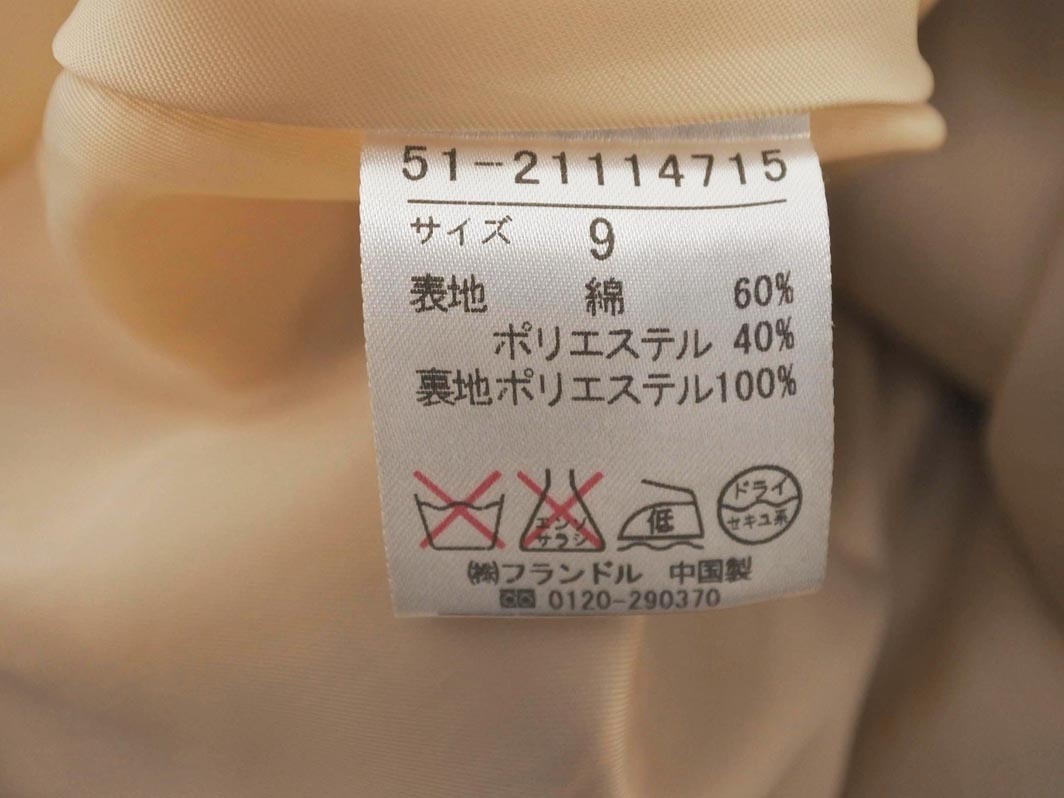 51-21114715
サイズ 9
表地 綿 60%
ポリエステル 40%
裏地ポリエステル100%
エンソサラシ 低 ドライ セキユ系
㈱フランドル 中国製
0120-290370